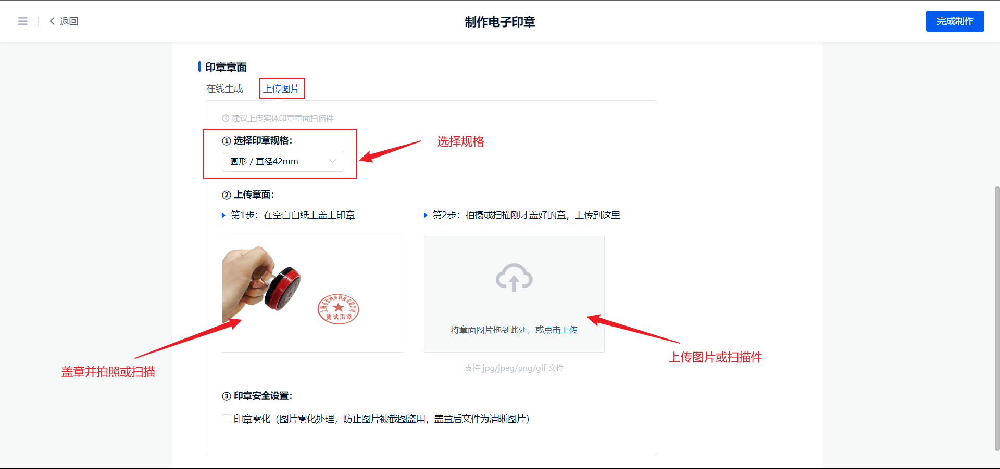 返回
制作电子印章
完成制作
印章章面
在线生成
上传图片
建议上传实体印章章面扫描件
① 选择印章规格：
圆形 / 直径42mm
选择规格
② 上传章面：
第1步：在空白白纸上盖上印章
第2步：拍摄或扫描刚才盖好的章，上传到这里
测试用章
将章面图片拖到此处，或点击上传
盖章并拍照或扫描
上传图片或扫描件
支持 jpg/jpeg/png/gif 文件
③ 印章安全设置：
印章雾化（图片雾化处理，防止图片被截图盗用，盖章后文件为清晰图片）